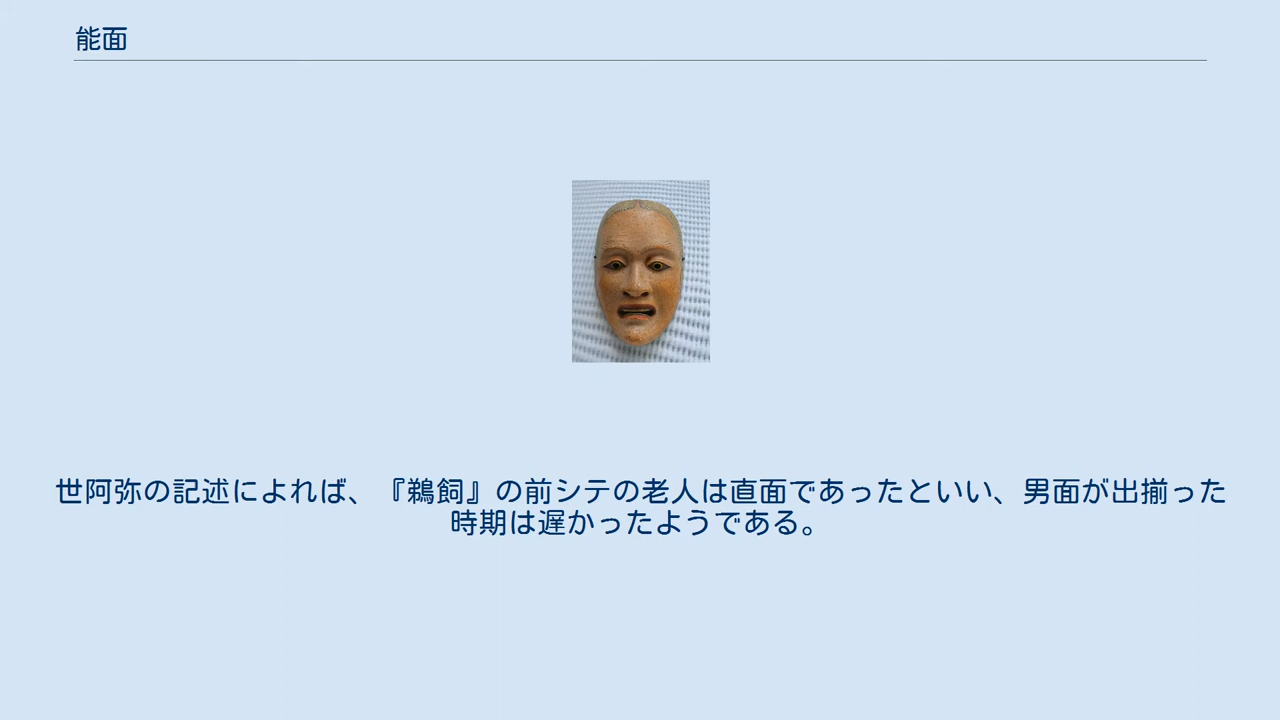 能面
世阿弥の記述によれば、『鵜飼』の前シテの老人は直面であったといい、男面が出揃った
時期は遅かったようである。